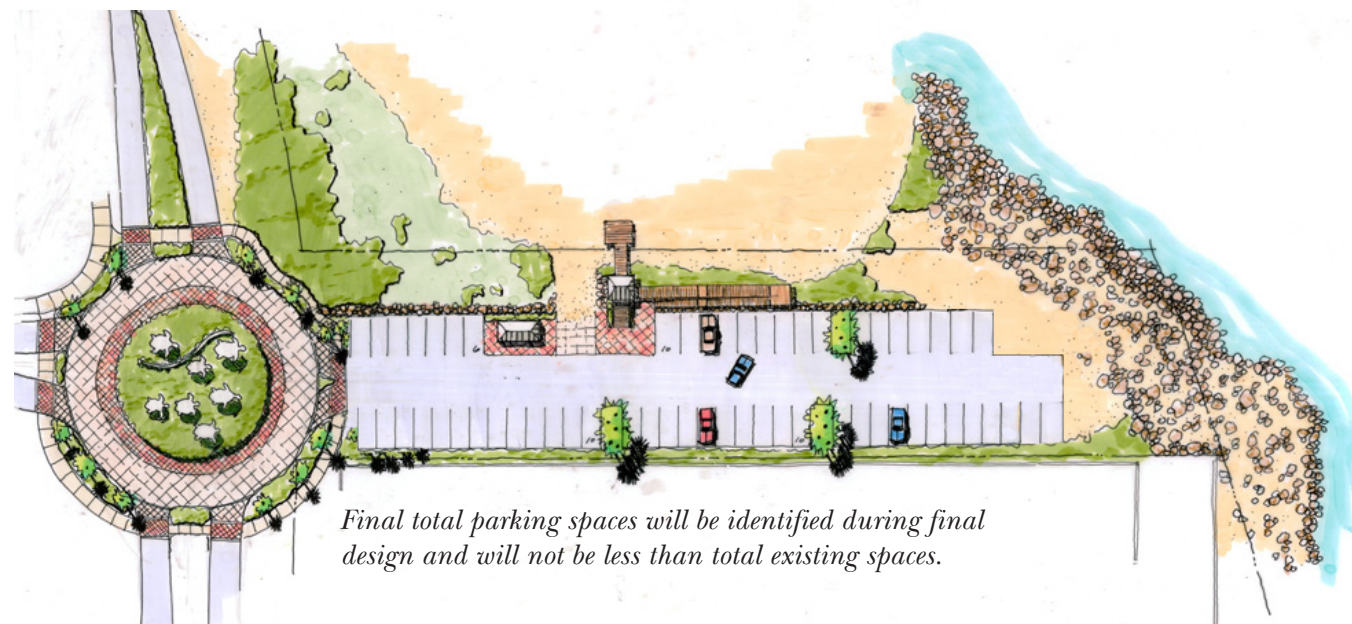 Final total parking spaces will be identified during final
design and will not be less than total existing spaces.